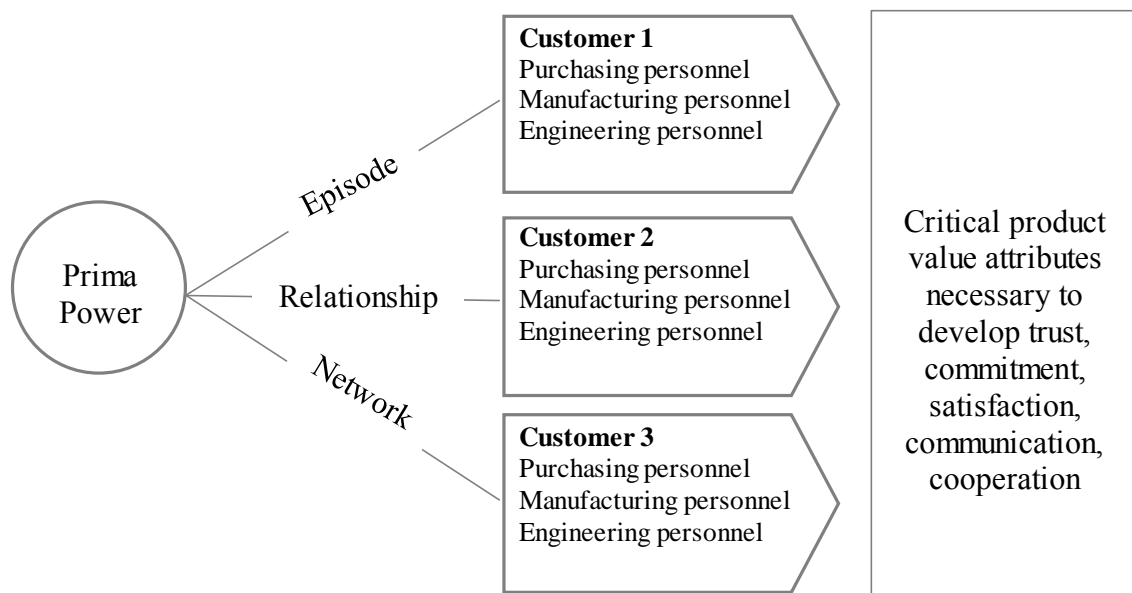 Prima
Power
Episode
Relationship
Network
Customer 1
Purchasing personnel
Manufacturing personnel
Engineering personnel
Customer 2
Purchasing personnel
Manufacturing personnel
Engineering personnel
Customer 3
Purchasing personnel
Manufacturing personnel
Engineering personnel
Critical product
value attributes
necessary to
develop trust,
commitment,
satisfaction,
communication,
cooperation